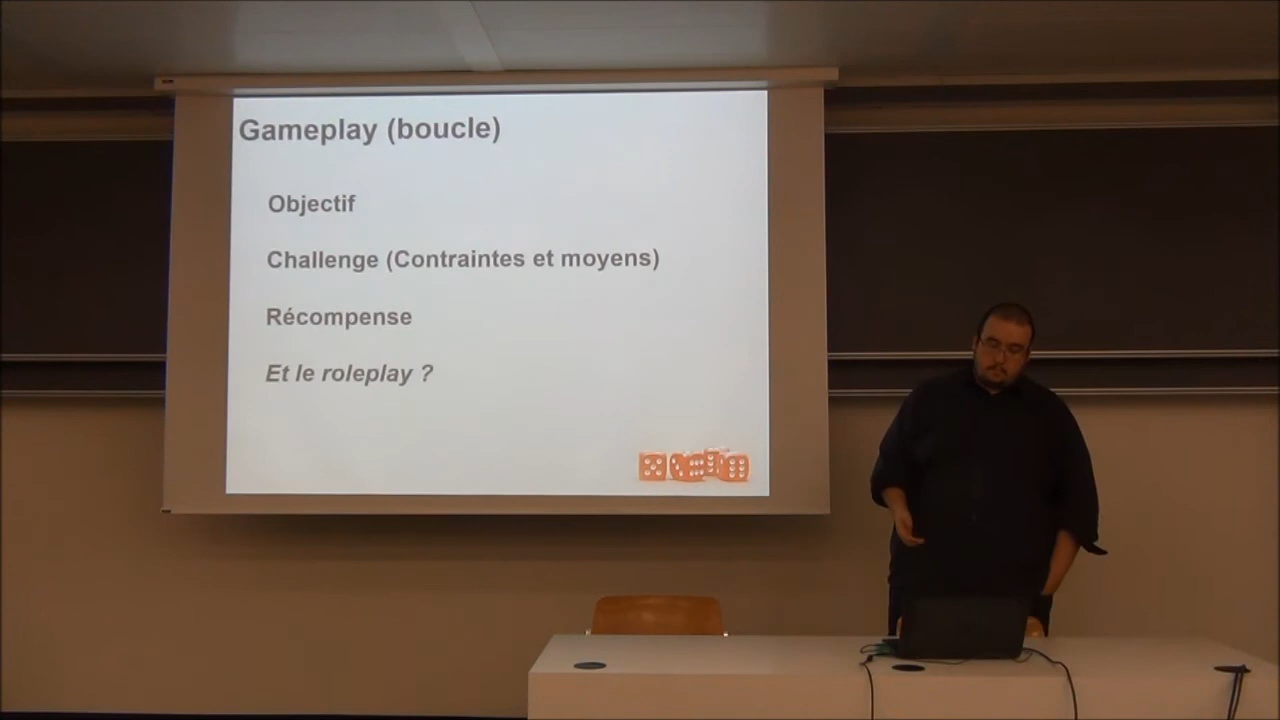 Gameplay (boucle)
Objectif
Challenge (Contraintes et moyens)
Récompense
Et le roleplay ?